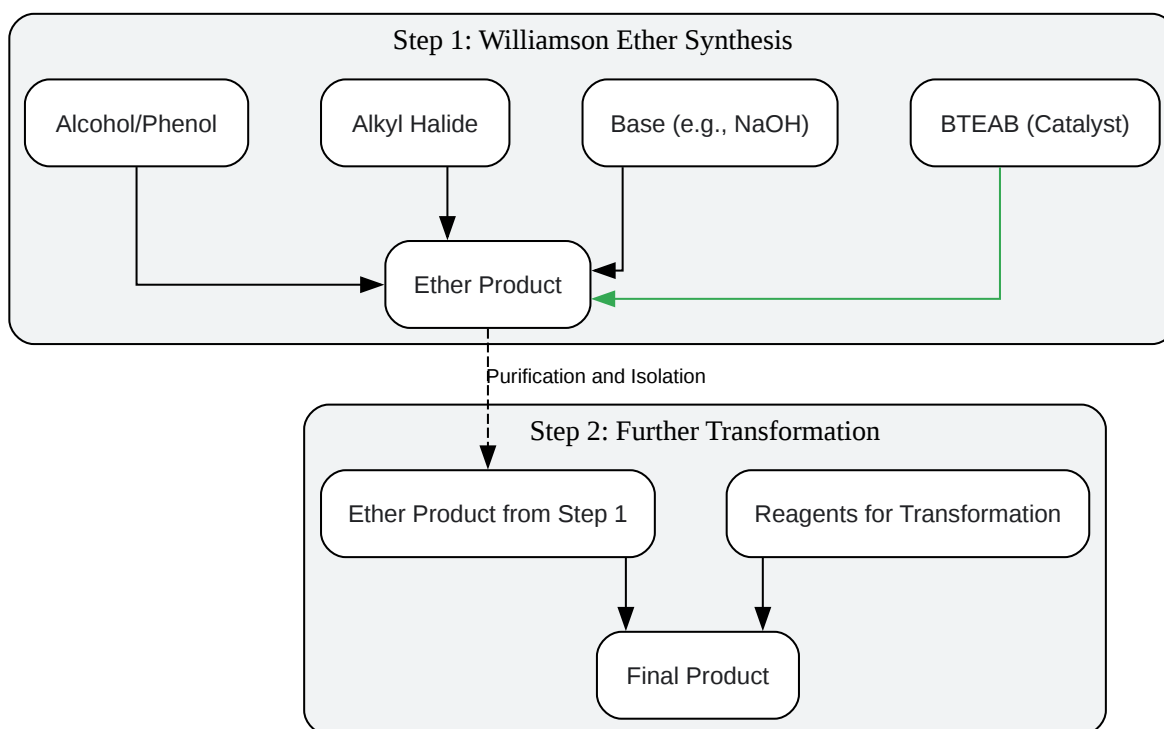 Step 1: Williamson Ether Synthesis
Alcohol/Phenol
Alkyl Halide
Base (e.g., NaOH)
BTEAB (Catalyst)
Ether Product
Purification and Isolation
Step 2: Further Transformation
Ether Product from Step 1
Reagents for Transformation
Final Product